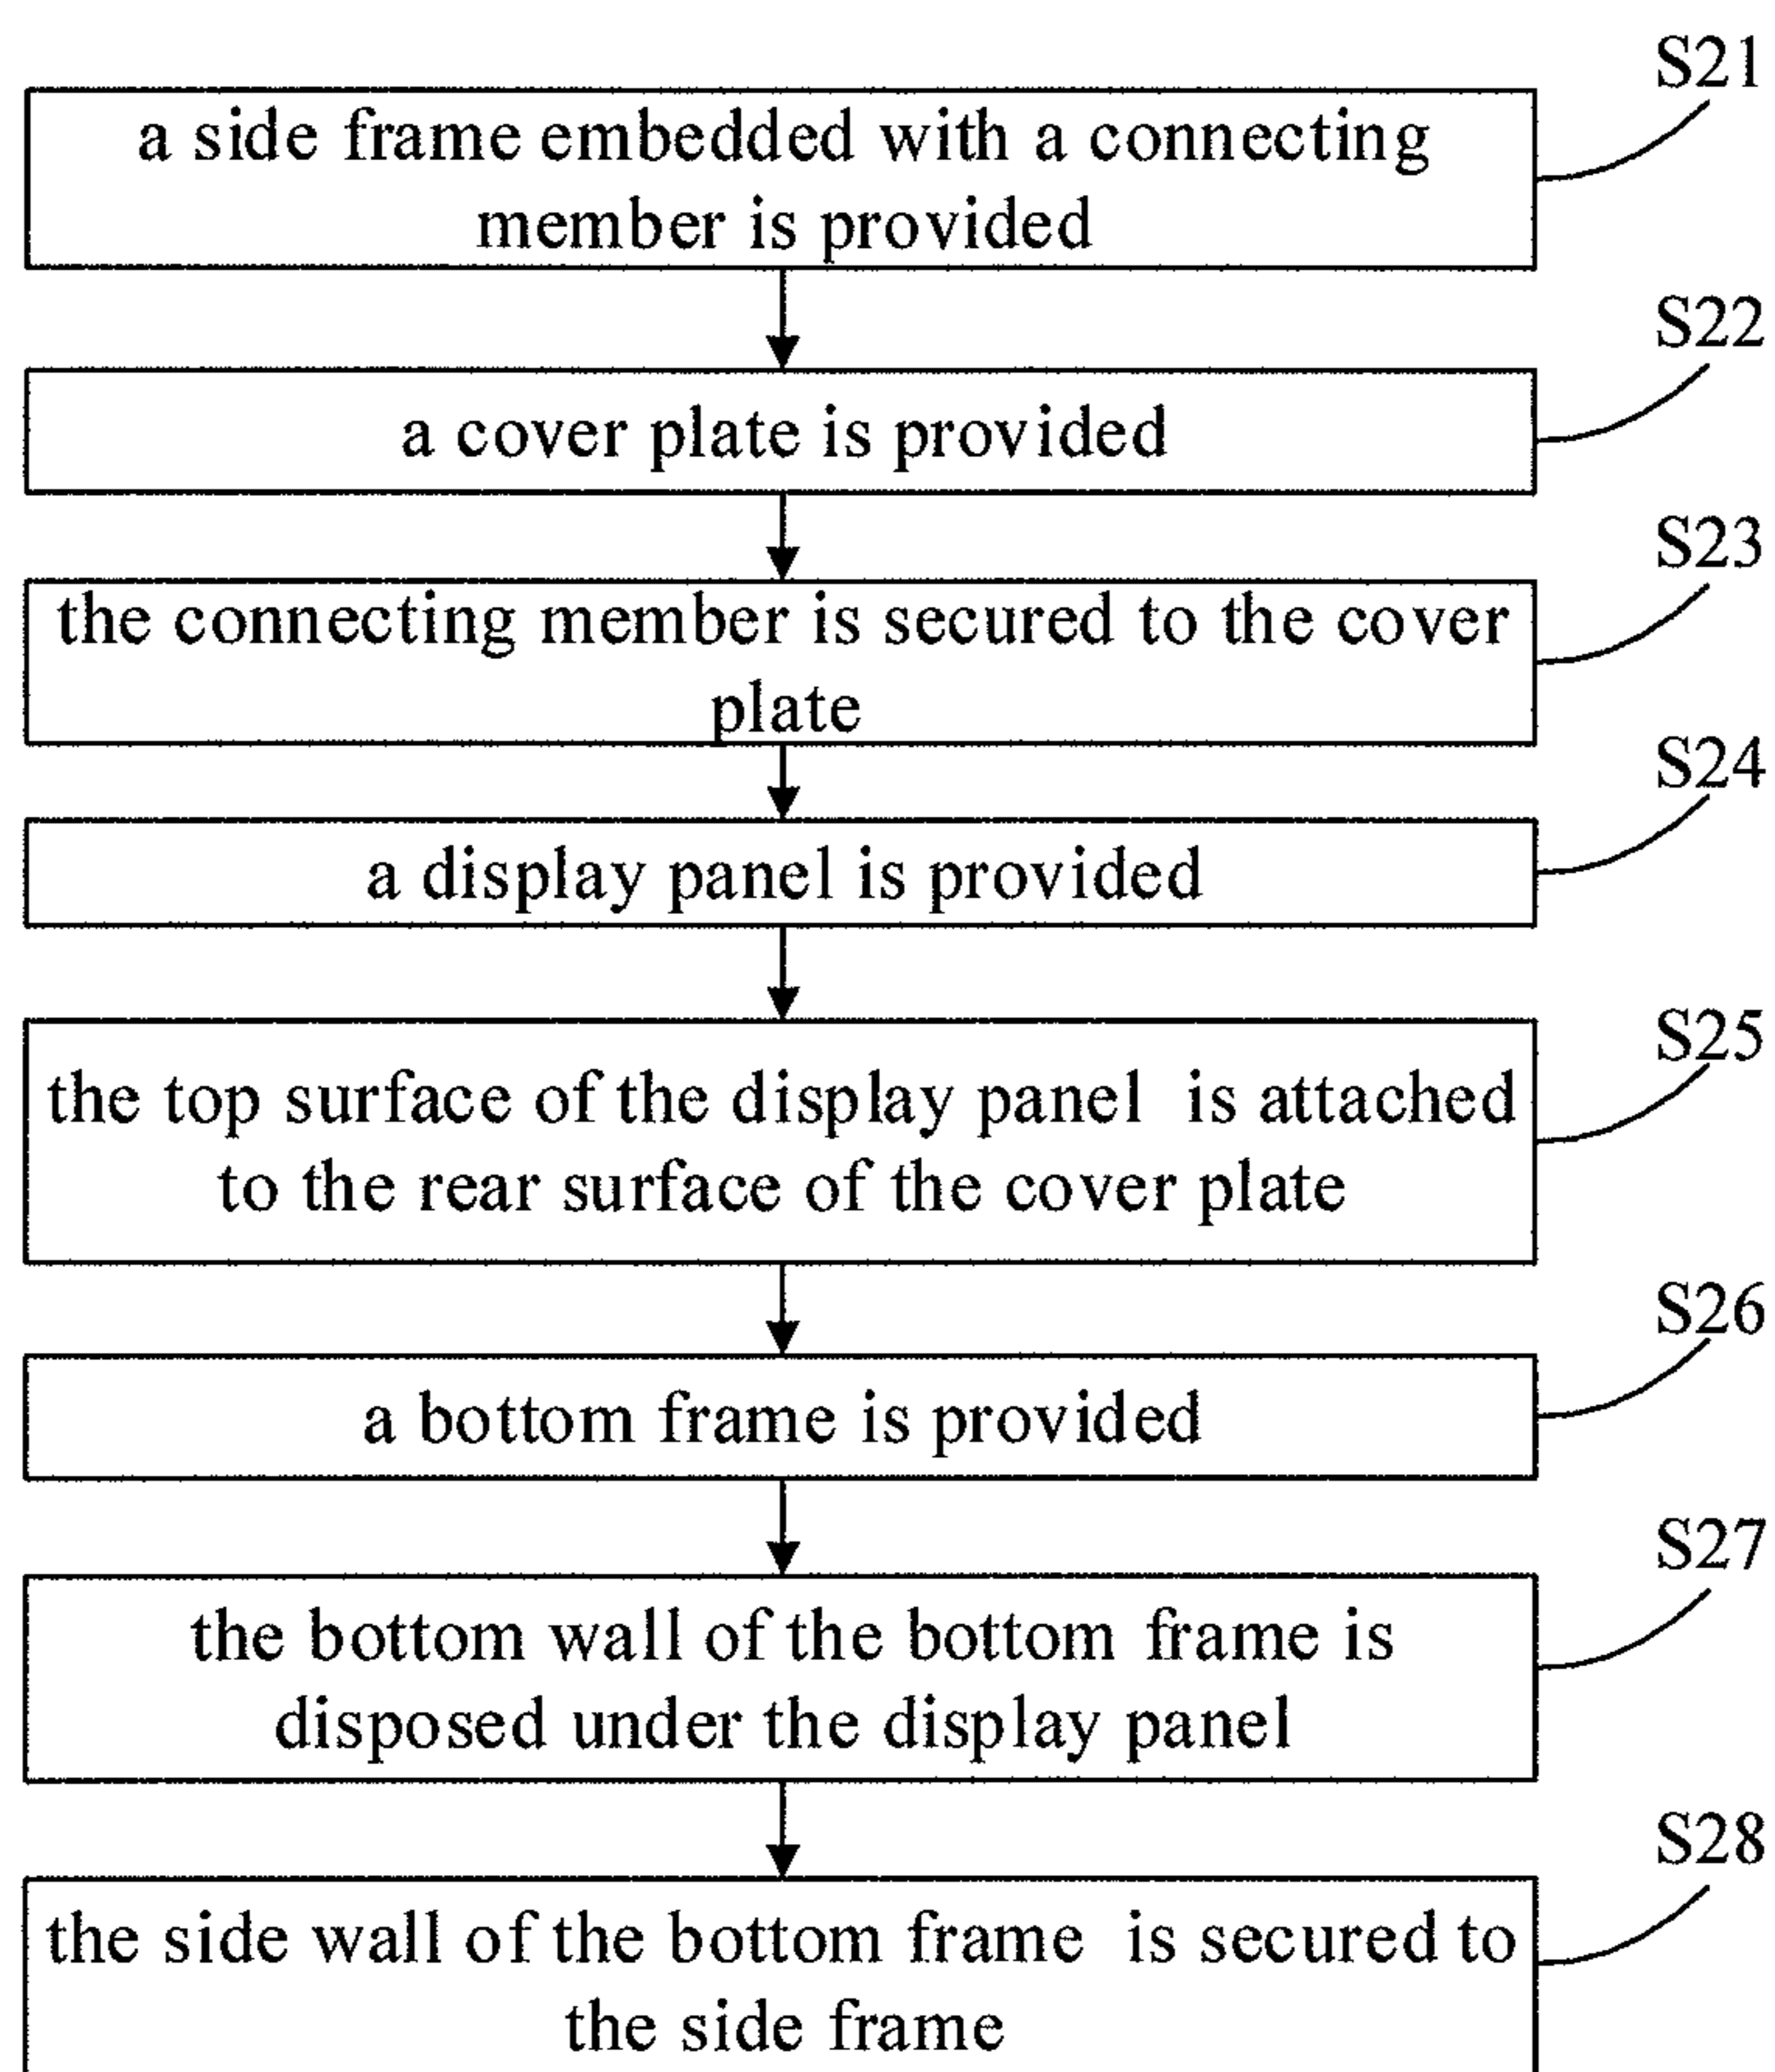 S21
a side frame embedded with a connecting
member is provided
S22
a cover plate is provided
S23
the connecting member is secured to the cover
plate
S24
a display panel is provided
S25
the top surface of the display panel is attached
to the rear surface of the cover plate
S26
a bottom frame is provided
S27
the bottom wall of the bottom frame is
disposed under the display panel
S28
the side wall of the bottom frame is secured to
the side frame